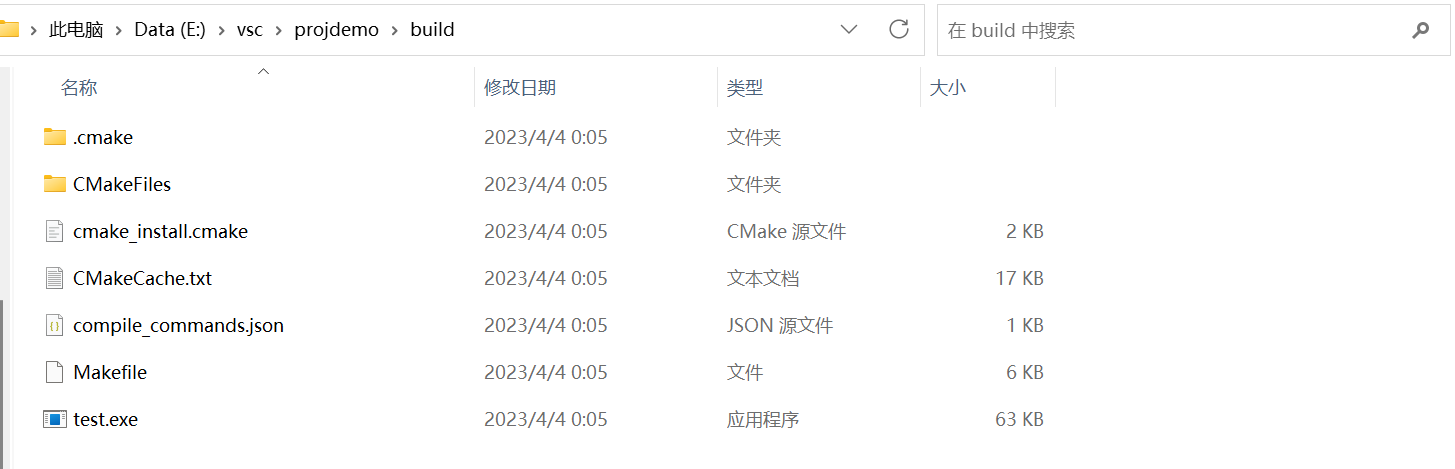 此电脑 > Data (E:) > vsc > projdemo > build 在 build 中搜索
名称 修改日期 类型 大小
.cmake 2023/4/4 0:05 文件夹
CMakeFiles 2023/4/4 0:05 文件夹
cmake_install.cmake 2023/4/4 0:05 CMake 源文件 2 KB
CMakeCache.txt 2023/4/4 0:05 文本文档 17 KB
compile_commands.json 2023/4/4 0:05 JSON 源文件 1 KB
Makefile 2023/4/4 0:05 文件 6 KB
test.exe 2023/4/4 0:05 应用程序 63 KB